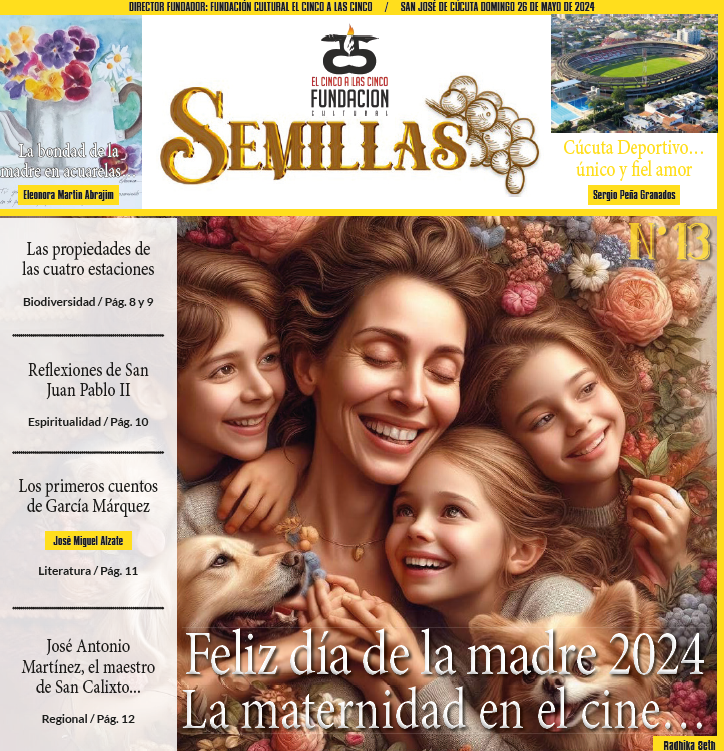 DIRECTOR FUNDADOR: FUNDACIÓN CULTURAL EL CINCO A LAS CINCO / SAN JOSÉ DE CÚCUTA DOMINGO 26 DE MAYO DE 2024
La bondad de la
madre en acuarelas
Eleonora Martin Abrajim
EL CINCO A LAS CINCO
FUNDACION
CULTURAL
SEMILLAS
Cúcuta Deportivo…
único y fiel amor
Sergio Peña Granados
Nº 13
Las propiedades de
las cuatro estaciones
Biodiversidad / Pág. 8 y 9
Reflexiones de San
Juan Pablo II
Espiritualidad / Pág. 10
Los primeros cuentos
de García Márquez
José Miguel Alzate
Literatura / Pág. 11
José Antonio
Martínez, el maestro
de San Calixto...
Regional / Pág. 12
Feliz día de la madre 2024
La maternidad en el cine…
Radhika Seth